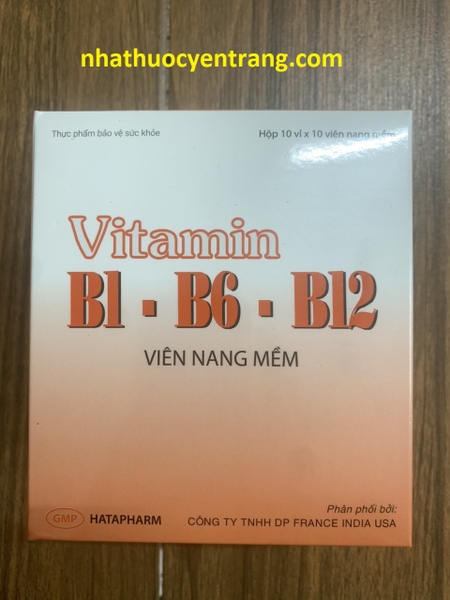 nhathuocyentrang.com
Thực phẩm bảo vệ sức khỏe
Hộp 10 vỉ x 10 viên nang mềm
Vitamin
B1 - B6 - B12
VIÊN NANG MỀM
GMP HATAPHARM
Phân phối bởi:
CÔNG TY TNHH DP FRANCE INDIA USA